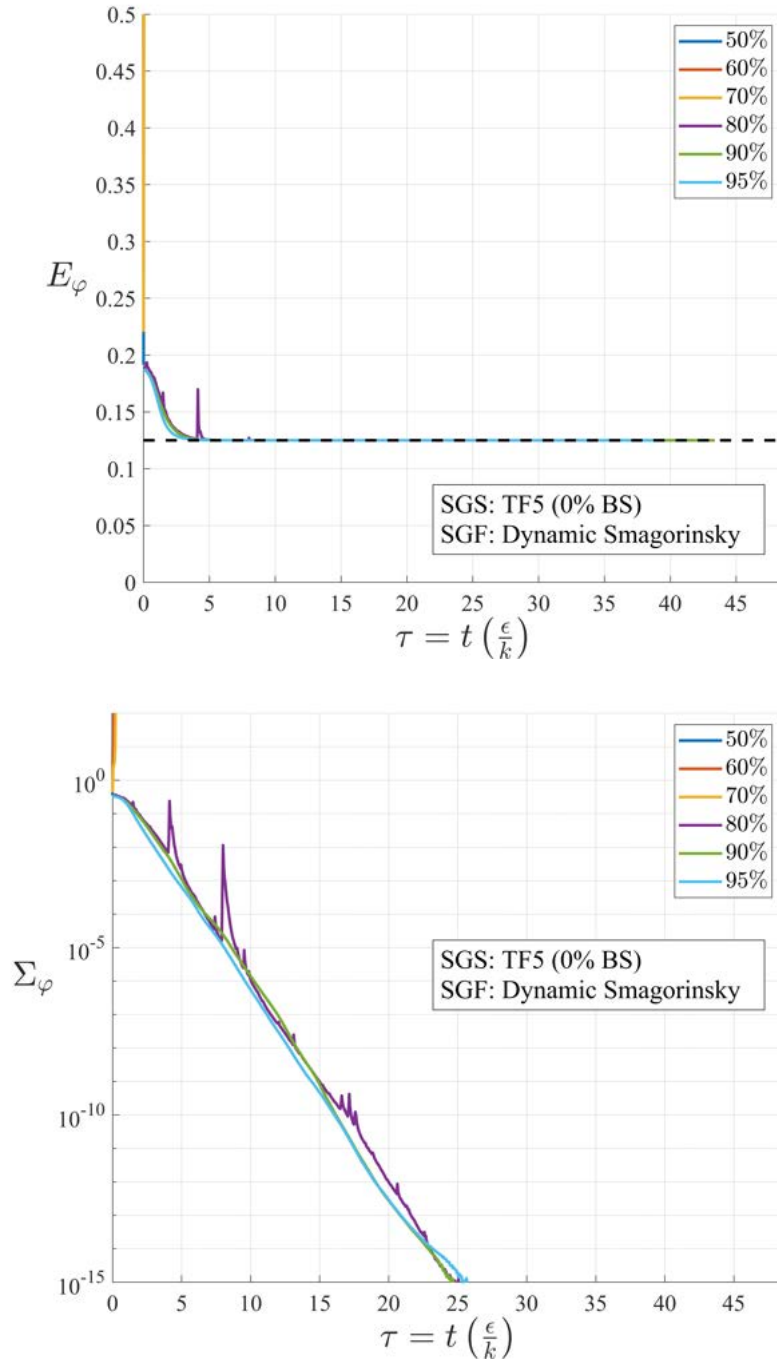 0.5
50%
60%
0.45
70%
80%
0.4
90%
95%
0.35
0.3
E_φ
0.25
0.2
0.15
0.1
SGS: TF5 (0% BS)
0.05
SGF: Dynamic Smagorinsky
0
0 5 10 15 20 25 30 35 40 45
τ = t (ϵ/k)
50%
60%
10^0
70%
80%
90%
95%
10^-5
SGS: TF5 (0% BS)
Σ_φ
SGF: Dynamic Smagorinsky
10^-10
10^-15
0 5 10 15 20 25 30 35 40 45
τ = t (ϵ/k)